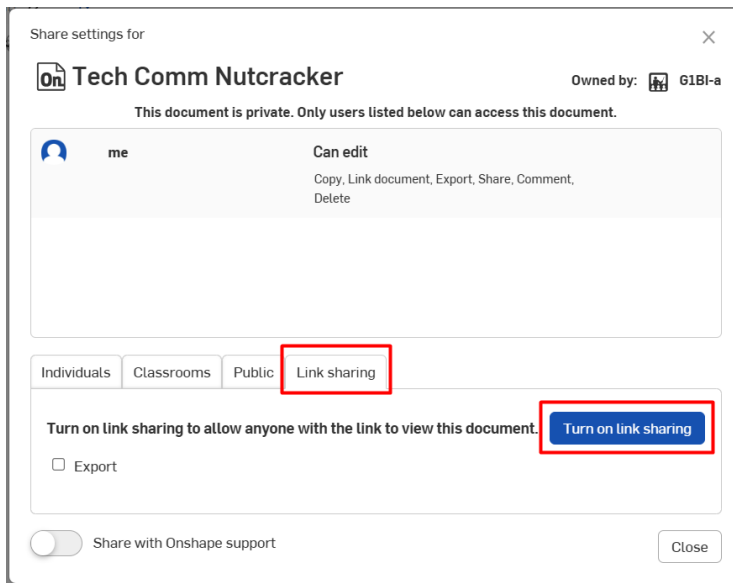 Share settings for
On Tech Comm Nutcracker
Owned by: G1BI-a
This document is private. Only users listed below can access this document.
me Can edit
Copy, Link document, Export, Share, Comment,
Delete
Individuals Classrooms Public Link sharing
Turn on link sharing to allow anyone with the link to view this document. Turn on link sharing
Export
Share with Onshape support
Close